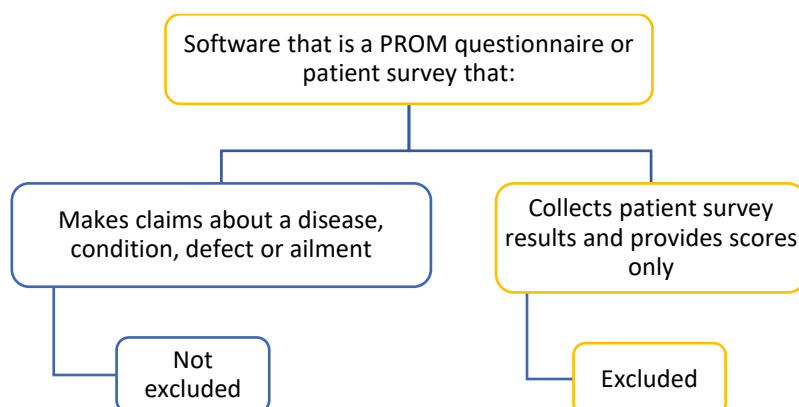 Software that is a PROM questionnaire or
patient survey that:
Makes claims about a disease,
condition, defect or ailment
Collects patient survey
results and provides scores
only
Not
excluded
Excluded